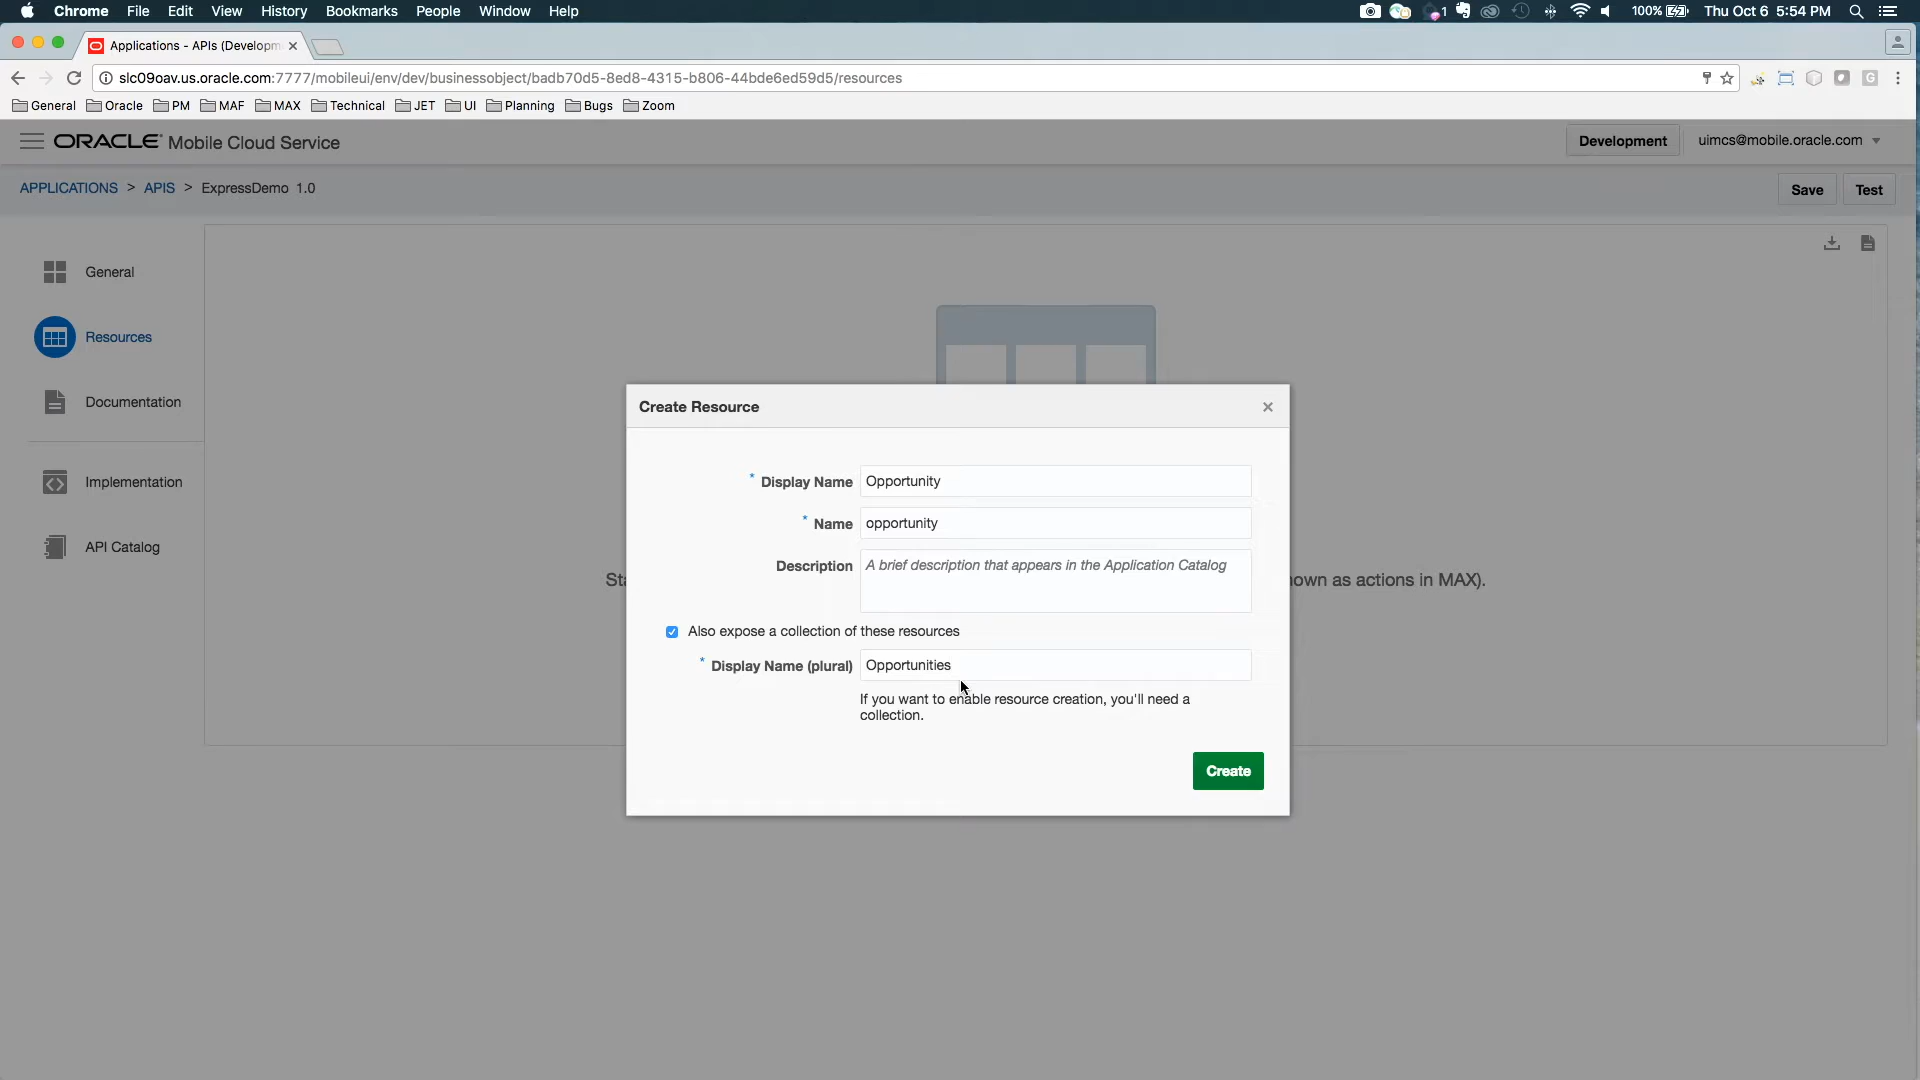 Chrome File Edit View History Bookmarks People Window Help 1 100% Thu Oct 6 5:54 PM
Applications - APIs (Developm
slc09oav.us.oracle.com:7777/mobileui/env/dev/businessobject/badb70d5-8ed8-4315-b806-44bde6ed59d5/resources
General Oracle PM MAF MAX Technical JET UI Planning Bugs Zoom
ORACLE Mobile Cloud Service Development uimcs@mobile.oracle.com
APPLICATIONS > APIS > ExpressDemo 1.0 Save Test
General
Resources
Documentation
Implementation
API Catalog
Create Resource
* Display Name Opportunity
* Name opportunity
Description A brief description that appears in the Application Catalog
Also expose a collection of these resources
* Display Name (plural) Opportunities
If you want to enable resource creation, you'll need a
collection.
Create
as actions in MAX).